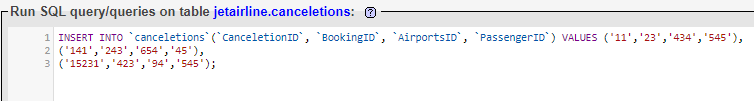 Run SQL query/queries on table jetairline.canceletions:
1 INSERT INTO `canceletions`(`CanceletionID`, `BookingID`, `AirportsID`, `PassengerID`) VALUES ('11','23','434','545'),
2 ('141','243','654','45'),
3 ('15231','423','94','545');